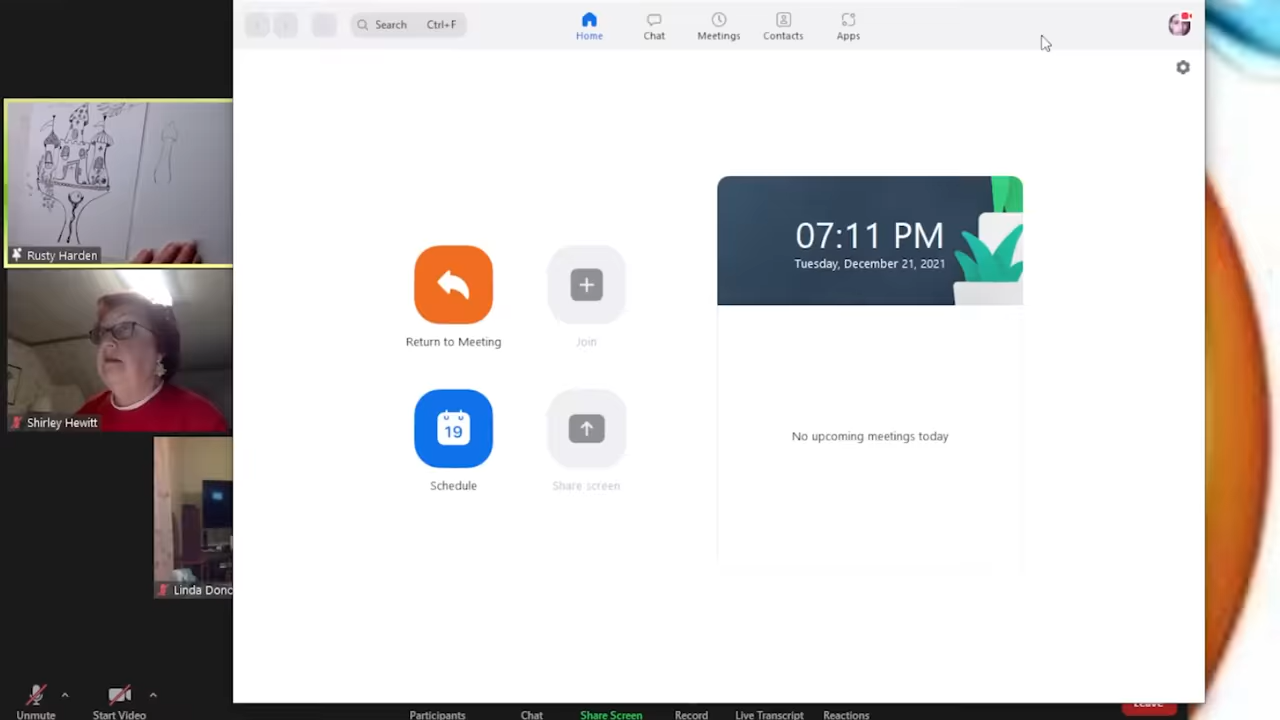 Search Ctrl+F
Home
Chat
Meetings
Contacts
Apps
Rusty Harden
Shirley Hewitt
Linda Dono
07:11 PM
Tuesday, December 21, 2021
No upcoming meetings today
Return to Meeting
Join
19
Schedule
Share screen
Unmute
Start Video
Participants
Chat
Share Screen
Record
Live Transcript
Reactions
Leave